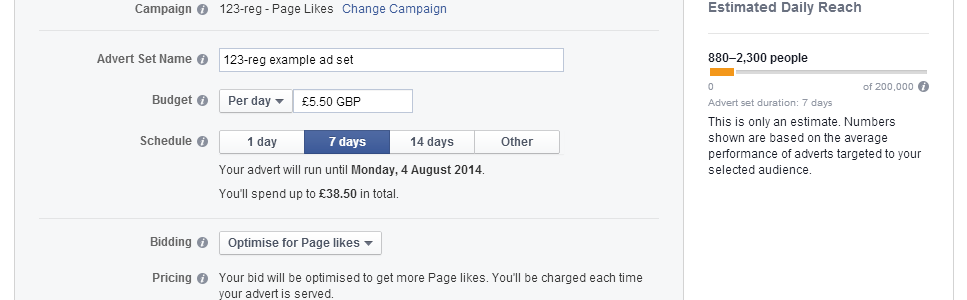 Campaign 123-reg - Page Likes Change Campaign
Advert Set Name 123-reg example ad set
Budget Per day £5.50 GBP
Schedule 1 day 7 days 14 days Other
Your advert will run until Monday, 4 August 2014.
You'll spend up to £38.50 in total.
Bidding Optimise for Page likes
Pricing Your bid will be optimised to get more Page likes. You'll be charged each time
your advert is served.
Estimated Daily Reach
880–2,300 people
0 of 200,000
Advert set duration: 7 days
This is only an estimate. Numbers
shown are based on the average
performance of adverts targeted to your
selected audience.